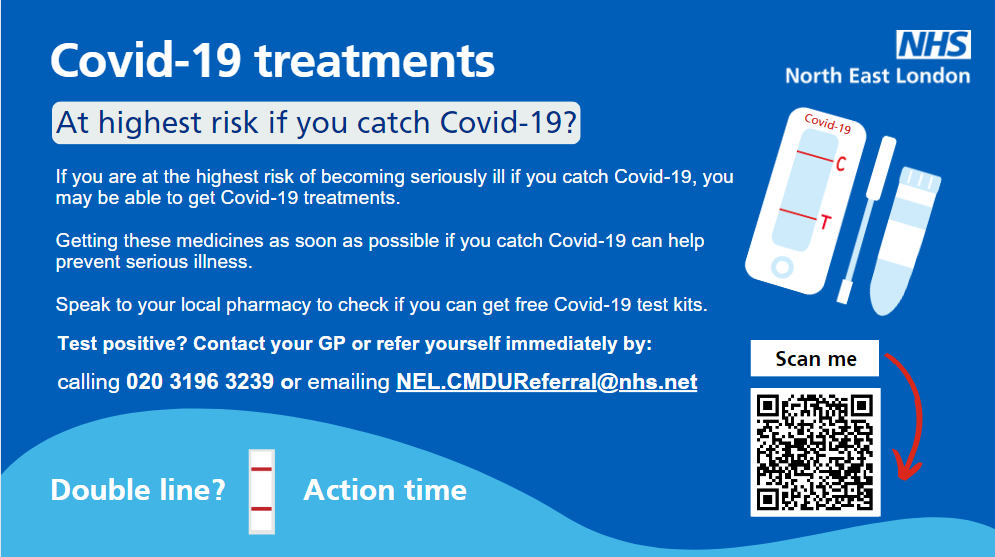 Covid-19 treatments
NHS
North East London
At highest risk if you catch Covid-19?
If you are at the highest risk of becoming seriously ill if you catch Covid-19, you
may be able to get Covid-19 treatments.
Getting these medicines as soon as possible if you catch Covid-19 can help
prevent serious illness.
Speak to your local pharmacy to check if you can get free Covid-19 test kits.
Test positive? Contact your GP or refer yourself immediately by:
calling 020 3196 3239 or emailing NEL.CMDUReferral@nhs.net
Covid-19
C
T
Scan me
Double line?
Action time